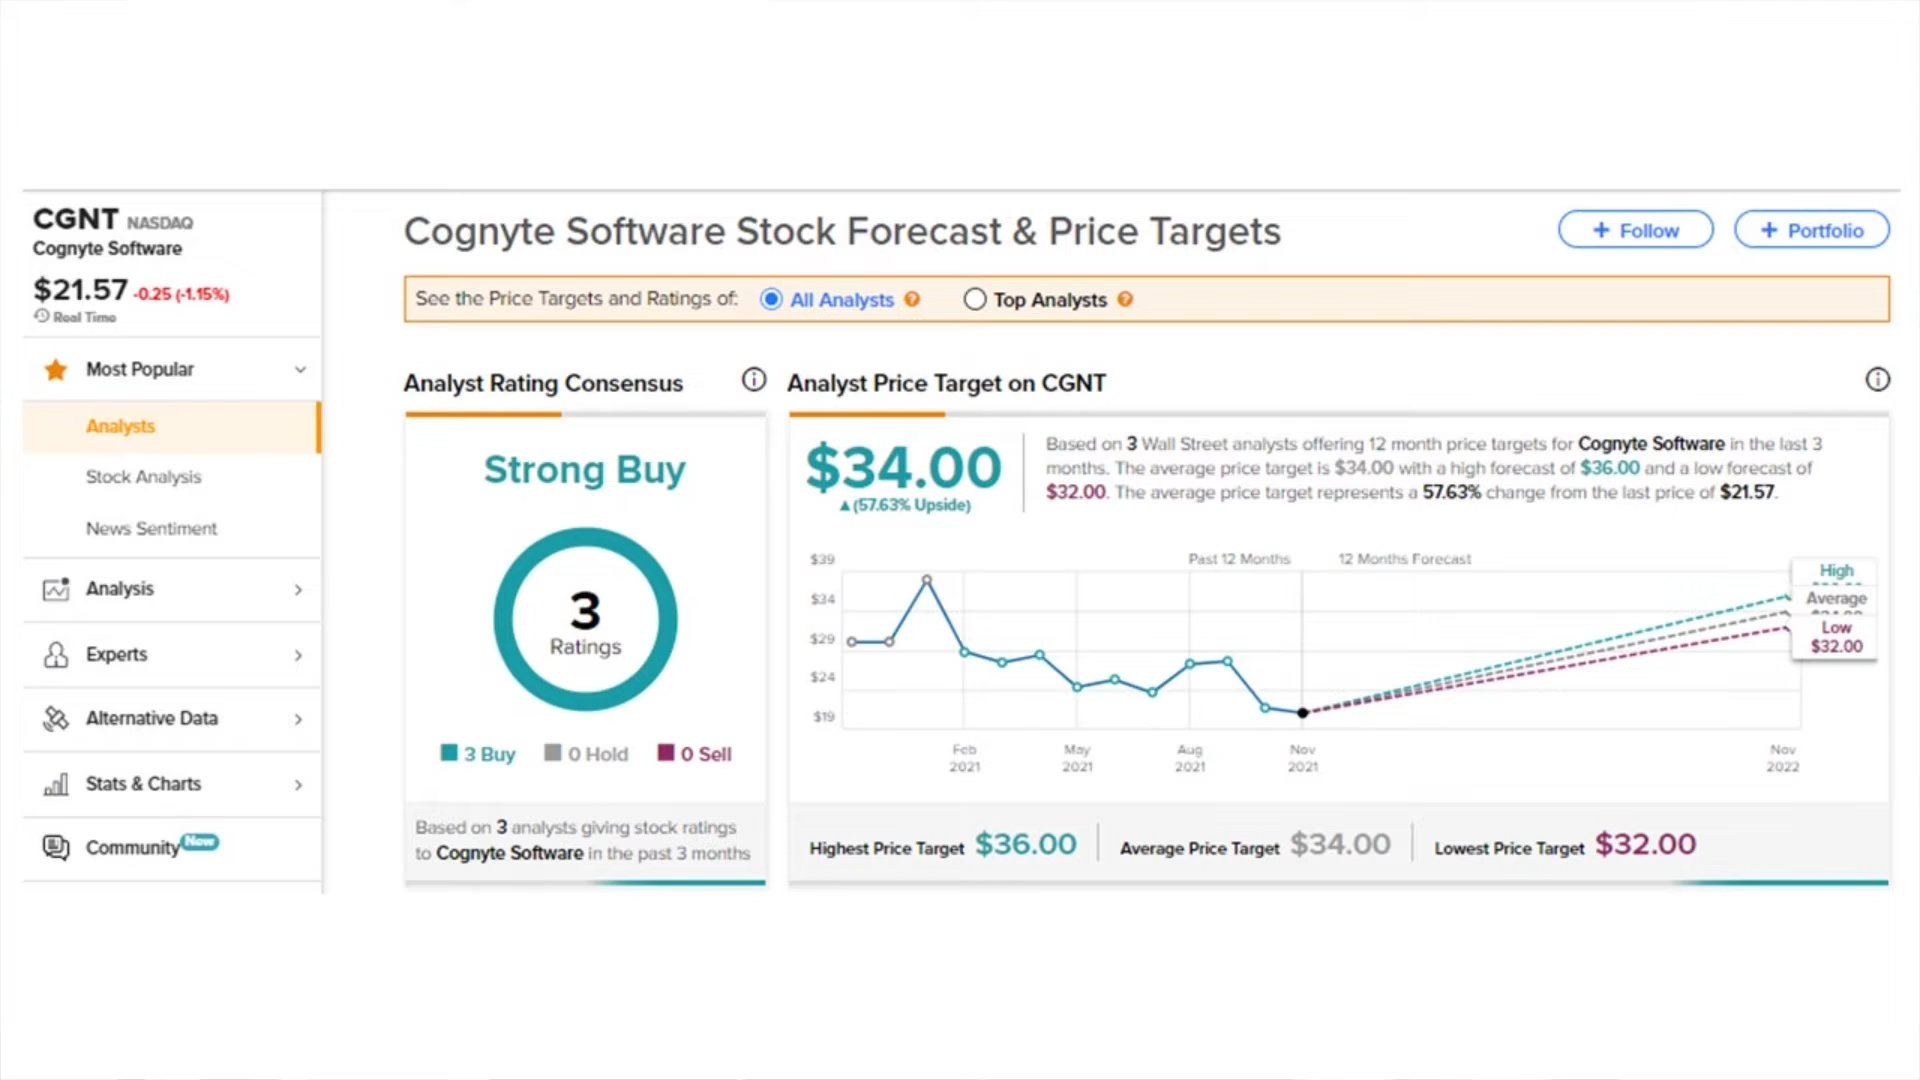 CGNT NASDAQ
Cognyte Software
$21.57 -0.25 (-1.15%)
Real Time
Most Popular
Analysts
Stock Analysis
News Sentiment
Analysis
Experts
Alternative Data
Stats & Charts
Community New
Cognyte Software Stock Forecast & Price Targets
+ Follow
+ Portfolio
See the Price Targets and Ratings of: All Analysts ? Top Analysts ?
Analyst Rating Consensus
Strong Buy
3
Ratings
3 Buy 0 Hold 0 Sell
Based on 3 analysts giving stock ratings
to Cognyte Software in the past 3 months
Analyst Price Target on CGNT
$34.00
▲(57.63% Upside)
Based on 3 Wall Street analysts offering 12 month price targets for Cognyte Software in the last 3
months. The average price target is $34.00 with a high forecast of $36.00 and a low forecast of
$32.00. The average price target represents a 57.63% change from the last price of $21.57.
Past 12 Months 12 Months Forecast
$39
$34
$29
$24
$19
High
Average
Low
$32.00
Feb 2021
May 2021
Aug 2021
Nov 2021
Nov 2022
Highest Price Target $36.00
Average Price Target $34.00
Lowest Price Target $32.00